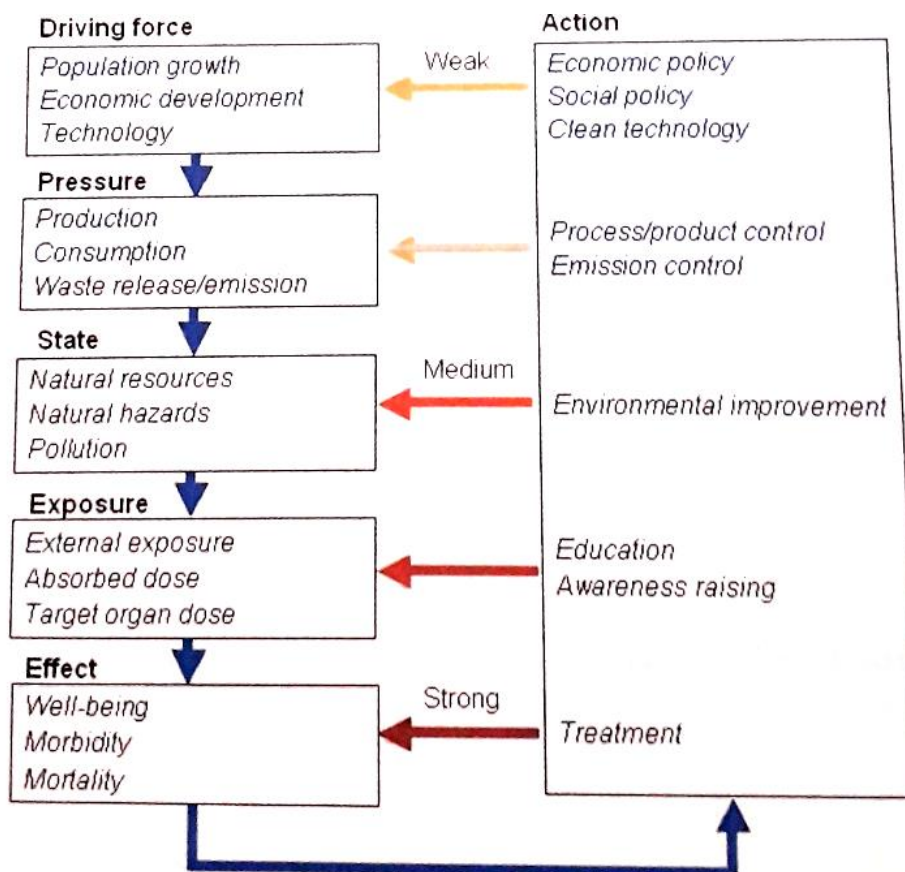 Driving force
Population growth
Economic development
Technology
Pressure
Production
Consumption
Waste release/emission
State
Natural resources
Natural hazards
Pollution
Exposure
External exposure
Absorbed dose
Target organ dose
Effect
Well-being
Morbidity
Mortality
Weak
Medium
Strong
Action
Economic policy
Social policy
Clean technology
Process/product control
Emission control
Environmental improvement
Education
Awareness raising
Treatment